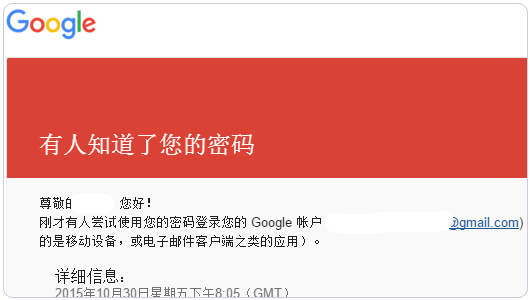 Google
有人知道了您的密码
尊敬的 您好！
刚才有人尝试使用您的密码登录您的 Google 帐户 @gmail.com)
的是移动设备，或电子邮件客户端之类的应用）。
详细信息：
2015年10月30日星期五下午8:05（GMT）